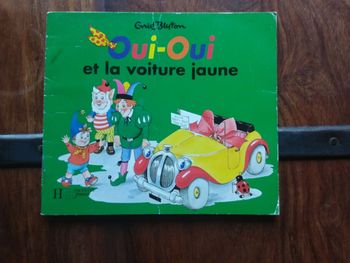 Enid Blyton
Oui-Oui
et la voiture jaune
H